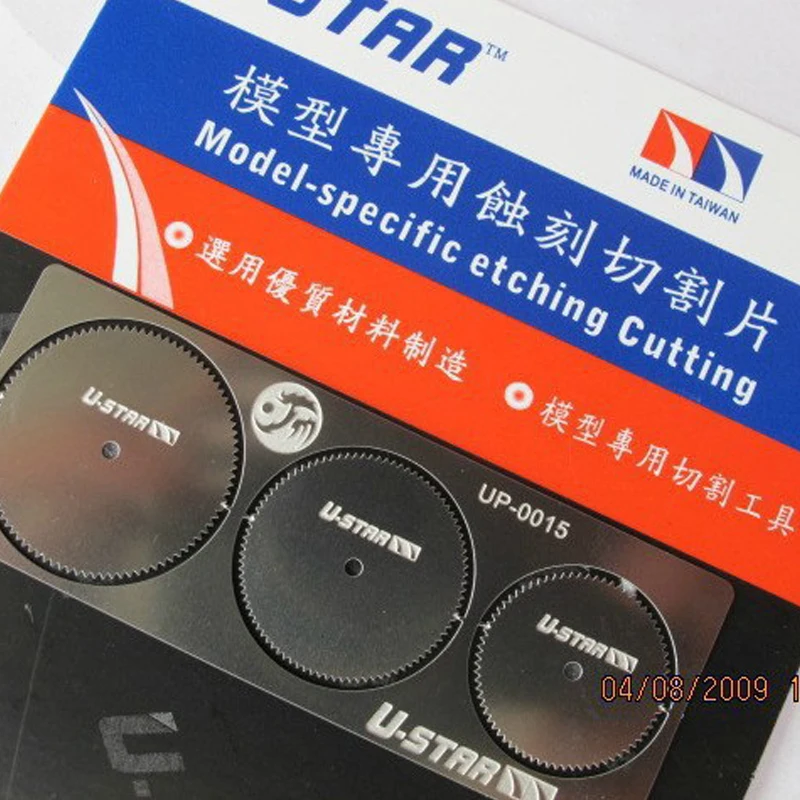 U-STAR™
模型專用蝕刻切割片
Model-specific etching Cutting
MADE IN TAIWAN
選用優質材料制造
模型專用切割工具
U-STAR
U-STAR
UP-0015
U-STAR
U-STAR
04/08/2009 1